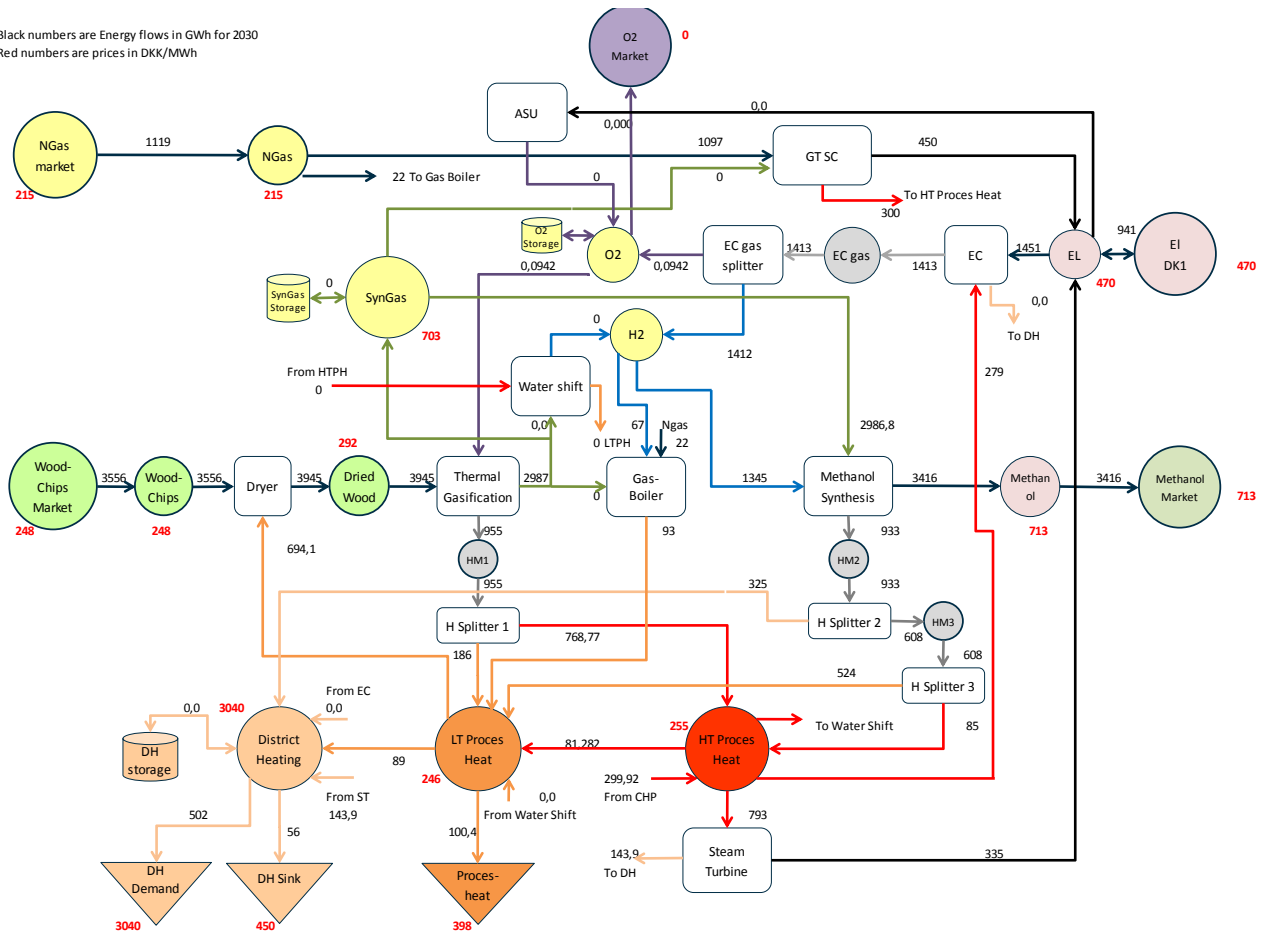 Black numbers are Energy flows in GWh for 2030
Red numbers are prices in DKK/MWh
O2
Market
0
ASU
0,0
0,000
NGas
market
1119
NGas
1097
GT SC
450
215
215
22 To Gas Boiler
0
0
To HT Proces Heat
300
O2
Storage
O2
0,0942
0,0942
EC gas
splitter
1413
EC gas
1413
EC
1451
EL
941
El
DK1
470
470
0,0
To DH
SynGas
Storage
0
SynGas
703
0
H2
1412
From HTPH
0
Water shift
279
0,0
0 LTPH
67
Ngas
22
2986,8
292
Wood-
Chips
Market
3556
Wood-
Chips
3556
Dryer
3945
Dried
Wood
3945
Thermal
Gasification
2987
0
Gas-
Boiler
1345
Methanol
Synthesis
3416
Methan
ol
3416
Methanol
Market
713
248
248
713
694,1
955
93
933
HM1
HM2
955
325
933
H Splitter 1
768,77
H Splitter 2
HM3
608
186
608
524
H Splitter 3
From EC
0,0
0,0
3040
District
Heating
DH
storage
LT Proces
Heat
246
89
81,282
255
HT Proces
Heat
To Water Shift
85
From ST
143,9
0,0
From Water Shift
299,92
From CHP
502
56
100,4
793
143,9
To DH
Steam
Turbine
335
DH
Demand
DH Sink
Proces-
heat
3040
450
398